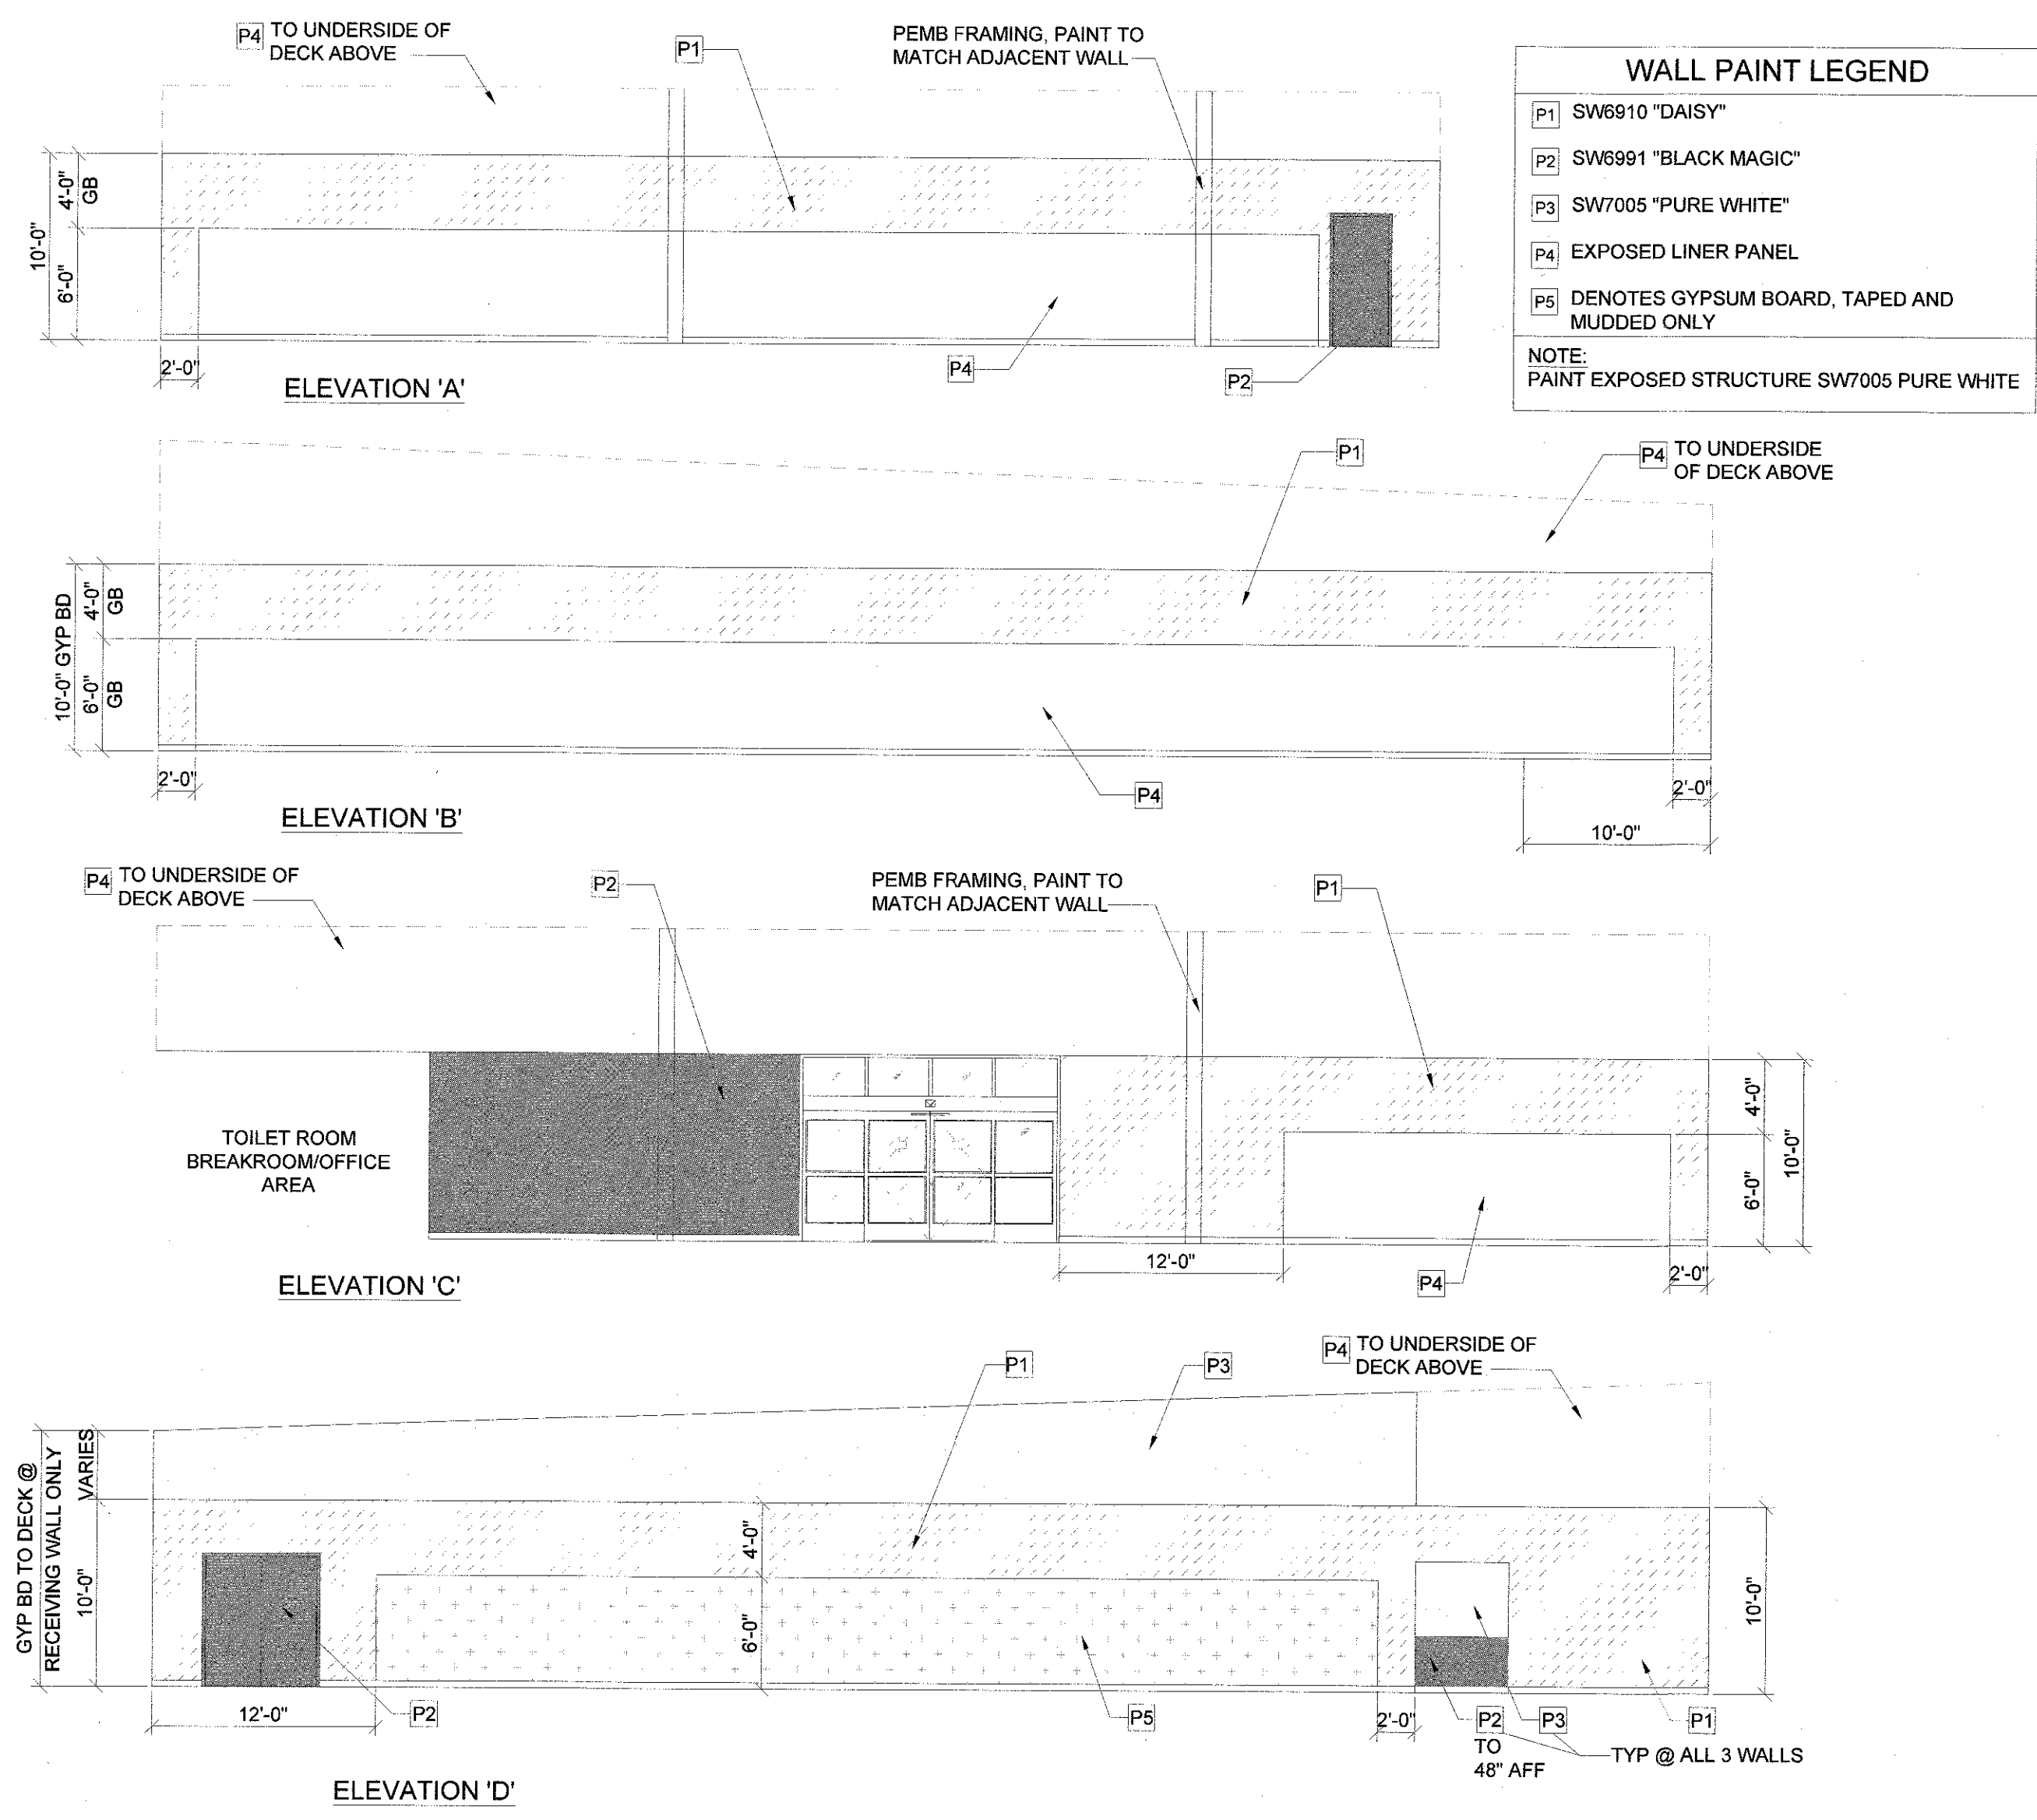 P4 TO UNDERSIDE OF
DECK ABOVE
P1
PEMB FRAMING, PAINT TO
MATCH ADJACENT WALL
10'-0"
4'-0"
GB
6'-0"
2'-0"
P4
P2
ELEVATION 'A'
WALL PAINT LEGEND
P1 SW6910 "DAISY"
P2 SW6991 "BLACK MAGIC"
P3 SW7005 "PURE WHITE"
P4 EXPOSED LINER PANEL
P5 DENOTES GYPSUM BOARD, TAPED AND
MUDDED ONLY
NOTE:
PAINT EXPOSED STRUCTURE SW7005 PURE WHITE
P1
P4 TO UNDERSIDE
OF DECK ABOVE
10'-0" GYP BD
4'-0"
GB
6'-0"
GB
2'-0"
P4
2'-0"
10'-0"
ELEVATION 'B'
P4 TO UNDERSIDE OF
DECK ABOVE
P2
PEMB FRAMING, PAINT TO
MATCH ADJACENT WALL
P1
TOILET ROOM
BREAKROOM/OFFICE
AREA
4'-0"
6'-0"
10'-0"
12'-0"
P4
2'-0"
ELEVATION 'C'
P1
P3
P4 TO UNDERSIDE OF
DECK ABOVE
GYP BD TO DECK @
RECEIVING WALL ONLY
VARIES
10'-0"
4'-0"
6'-0"
10'-0"
12'-0"
P2
P5
2'-0"
P2
TO
48" AFF
P3
P1
TYP @ ALL 3 WALLS
ELEVATION 'D'